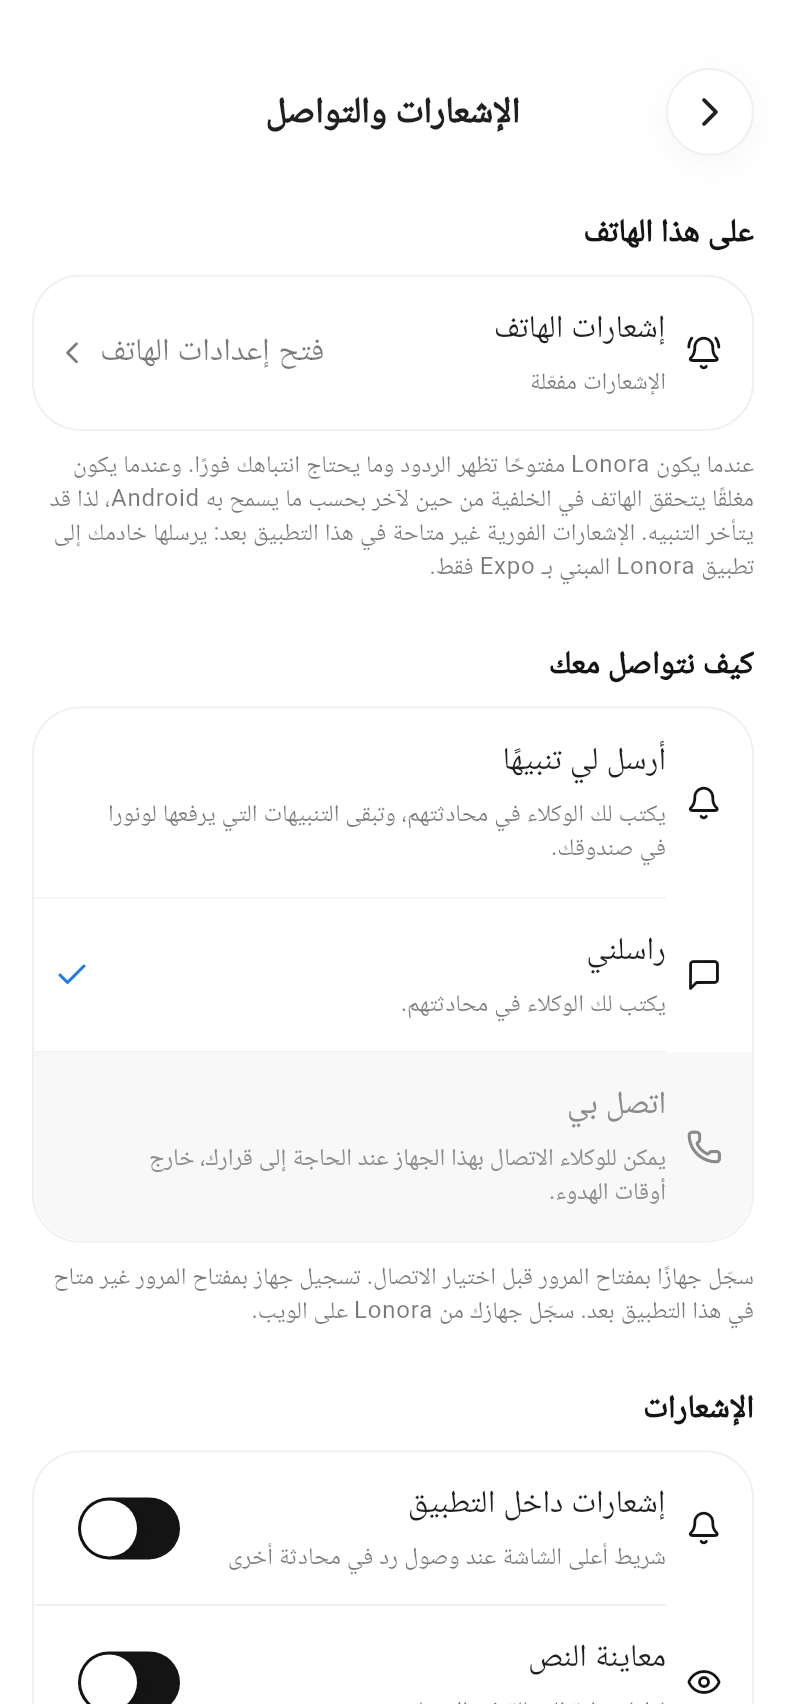 الإشعارات والتواصل
على هذا الهاتف
إشعارات الهاتف
الإشعارات مفعّلة
فتح إعدادات الهاتف
عندما يكون Lonora مفتوحًا تظهر الردود وما يحتاج انتباهك فورًا. وعندما يكون
مغلقًا يتحقق الهاتف في الخلفية من حين لآخر بحسب ما يسمح به Android، لذا قد
يتأخر التنبيه. الإشعارات الفورية غير متاحة في هذا التطبيق بعد: يرسلها خادمك إلى
تطبيق Lonora المبني بـ Expo فقط.
كيف نتواصل معك
أرسل لي تنبيهًا
يكتب لك الوكلاء في محادثتهم، وتبقى التنبيهات التي يرفعها لونورا
في صندوقك.
راسلني
يكتب لك الوكلاء في محادثتهم.
اتصل بي
يمكن للوكلاء الاتصال بهذا الجهاز عند الحاجة إلى قرارك، خارج
أوقات الهدوء.
سجّل جهازًا بمفتاح المرور قبل اختيار الاتصال. تسجيل جهاز بمفتاح المرور غير متاح
في هذا التطبيق بعد. سجّل جهازك من Lonora على الويب.
الإشعارات
إشعارات داخل التطبيق
شريط أعلى الشاشة عند وصول رد في محادثة أخرى
معاينة النص